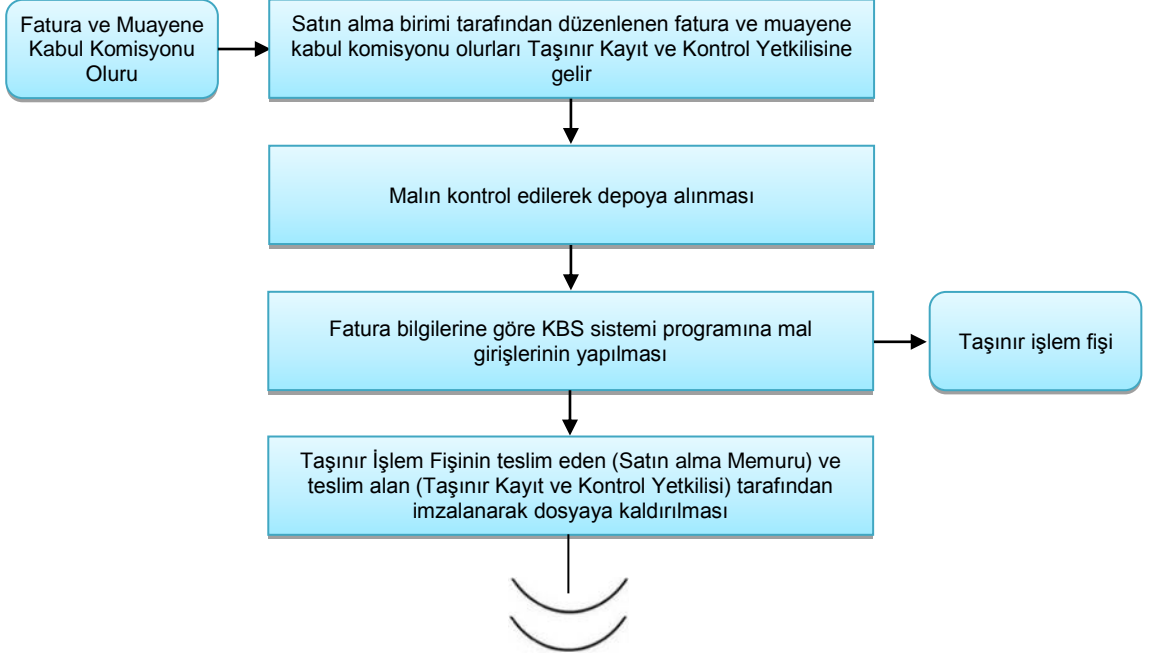 Fatura ve Muayene
Kabul Komisyonu
Oluru
Satın alma birimi tarafından düzenlenen fatura ve muayene
kabul komisyonu olurları Taşınır Kayıt ve Kontrol Yetkilisine
gelir
Malın kontrol edilerek depoya alınması
Fatura bilgilerine göre KBS sistemi programına mal
girişlerinin yapılması
Taşınır işlem fişi
Taşınır İşlem Fişinin teslim eden (Satın alma Memuru) ve
teslim alan (Taşınır Kayıt ve Kontrol Yetkilisi) tarafından
imzalanarak dosyaya kaldırılması